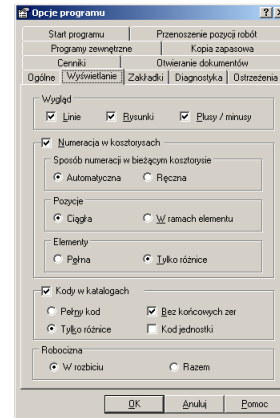 Opcje programu
Start programu
Przenoszenie pozycji robót
Programy zewnętrzne
Kopia zapasowa
Cenniki
Otwieranie dokumentów
Ogólne
Wyświetlanie
Zakładki
Diagnostyka
Ostrzeżenia
Wygląd
Linie
Rysunki
Plusy / minusy
Numeracja w kosztorysach
Sposób numeracji w bieżącym kosztorysie
Automatyczna
Ręczna
Pozycje
Ciągła
W ramach elementu
Elementy
Pełna
Tylko różnice
Kody w katalogach
Pełny kod
Bez końcowych zer
Tylko różnice
Kod jednostki
Robocizna
W rozbiciu
Razem
OK
Anuluj
Pomoc